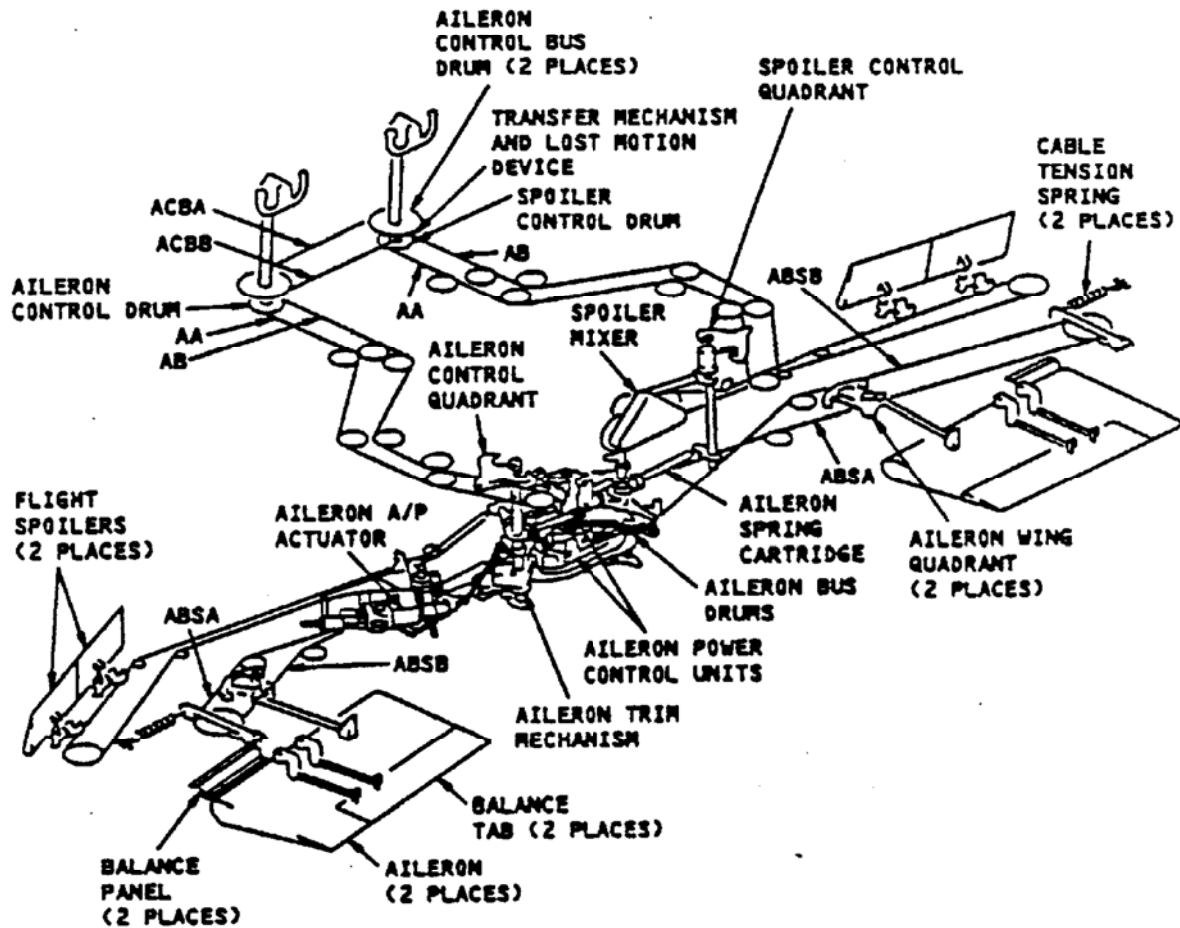 AILERON
CONTROL BUS
DRUM (2 PLACES)
SPOILER CONTROL
QUADRANT
TRANSFER MECHANISM
AND LOST MOTION
DEVICE
CABLE
TENSION
SPRING
(2 PLACES)
SPOILER
CONTROL DRUM
ACBA
ACBB
AB
AILERON
CONTROL DRUM
ABSB
AA
SPOILER
MIXER
AA
AB
AILERON
CONTROL
QUADRANT
ABSA
FLIGHT
SPOILERS
(2 PLACES)
AILERON A/P
ACTUATOR
AILERON
SPRING
CARTRIDGE
AILERON WING
QUADRANT
(2 PLACES)
AILERON BUS
DRUMS
ABSA
ABSB
AILERON POWER
CONTROL UNITS
AILERON TRIM
MECHANISM
BALANCE
TAB (2 PLACES)
BALANCE
PANEL
(2 PLACES)
AILERON
(2 PLACES)